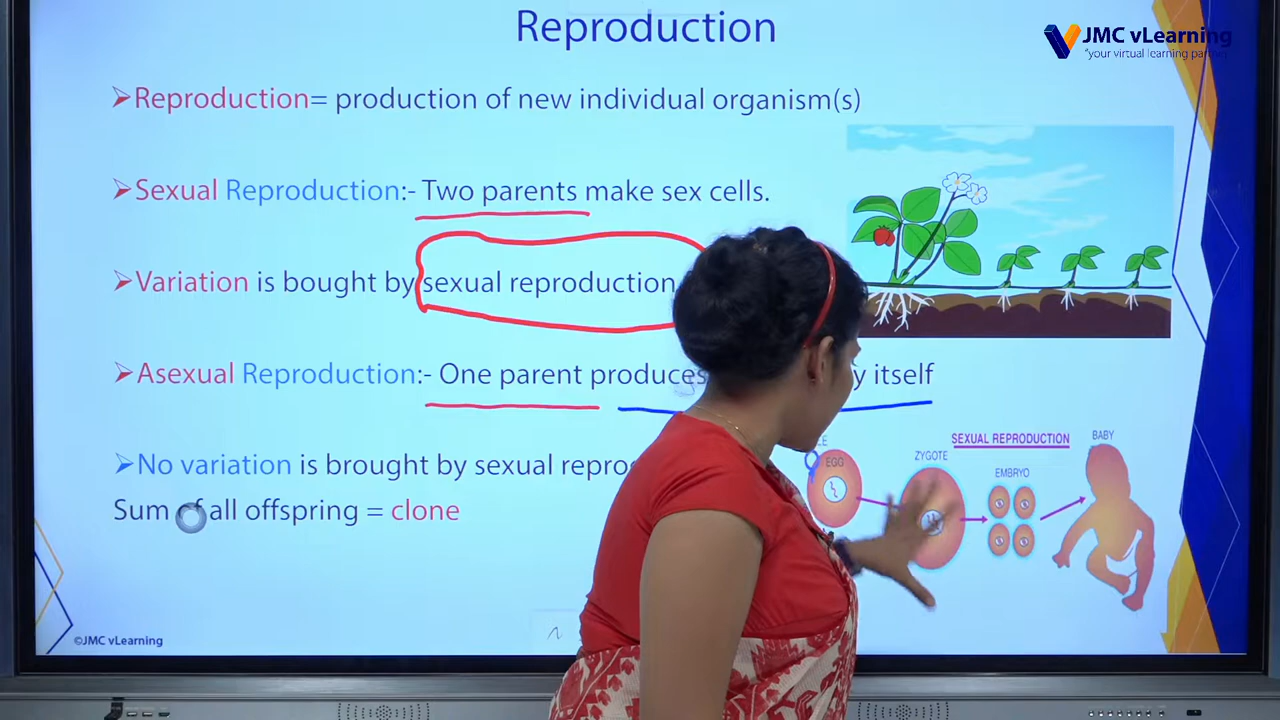 Reproduction
JMC vLearning
"your virtual learning partner
➢Reproduction= production of new individual organism(s)
➢Sexual Reproduction:- Two parents make sex cells.
➢Variation is bought by sexual reproduction
➢Asexual Reproduction:- One parent produces itself
SEXUAL REPRODUCTION
BABY
EGG
ZYGOTE
EMBRYO
➢No variation is brought by sexual
Sum of all offspring = clone
©JMC vLearning